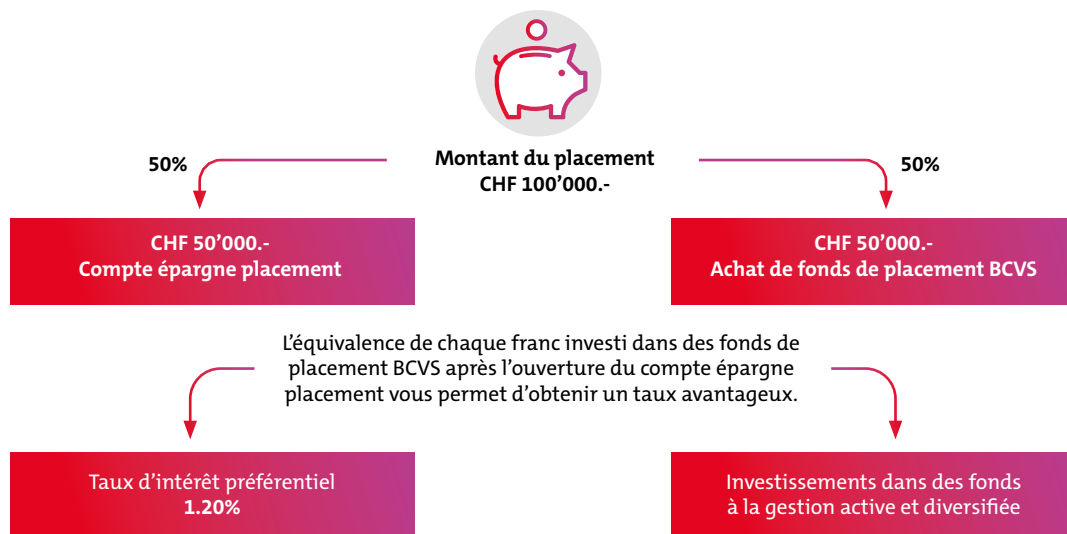 50%
Montant du placement
CHF 100’000.-
50%
CHF 50’000.-
Compte épargne placement
CHF 50’000.-
Achat de fonds de placement BCVS
L’équivalence de chaque franc investi dans des fonds de
placement BCVS après l’ouverture du compte épargne
placement vous permet d’obtenir un taux avantageux.
Taux d’intérêt préférentiel
1.20%
Investissements dans des fonds
à la gestion active et diversifiée